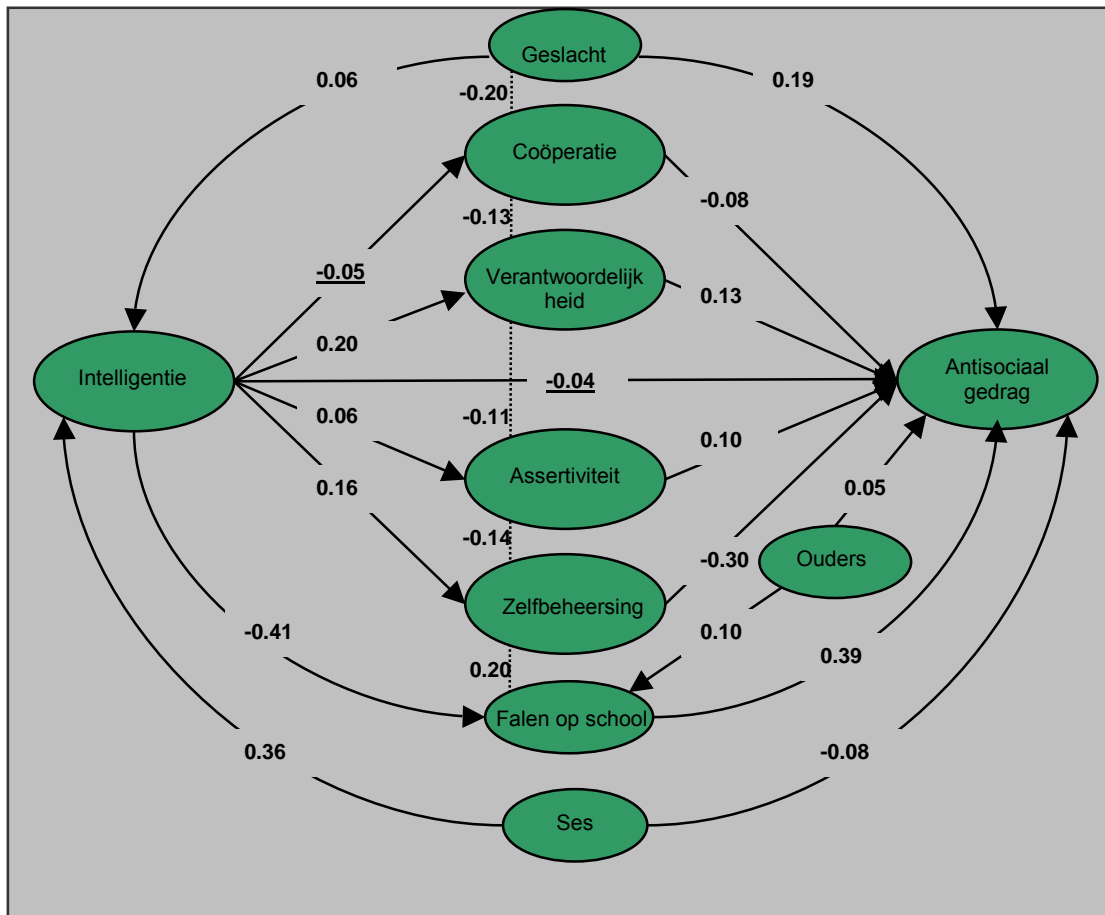 Geslacht
0.06
0.19
-0.20
Coöperatie
-0.08
-0.13
-0.05
Verantwoordelijk
heid
0.13
0.20
Intelligentie
-0.04
Antisociaal
gedrag
0.06
-0.11
0.10
Assertiviteit
0.16
0.05
-0.14
-0.30
Ouders
Zelfbeheersing
-0.41
0.10
0.39
0.20
Falen op school
0.36
-0.08
Ses